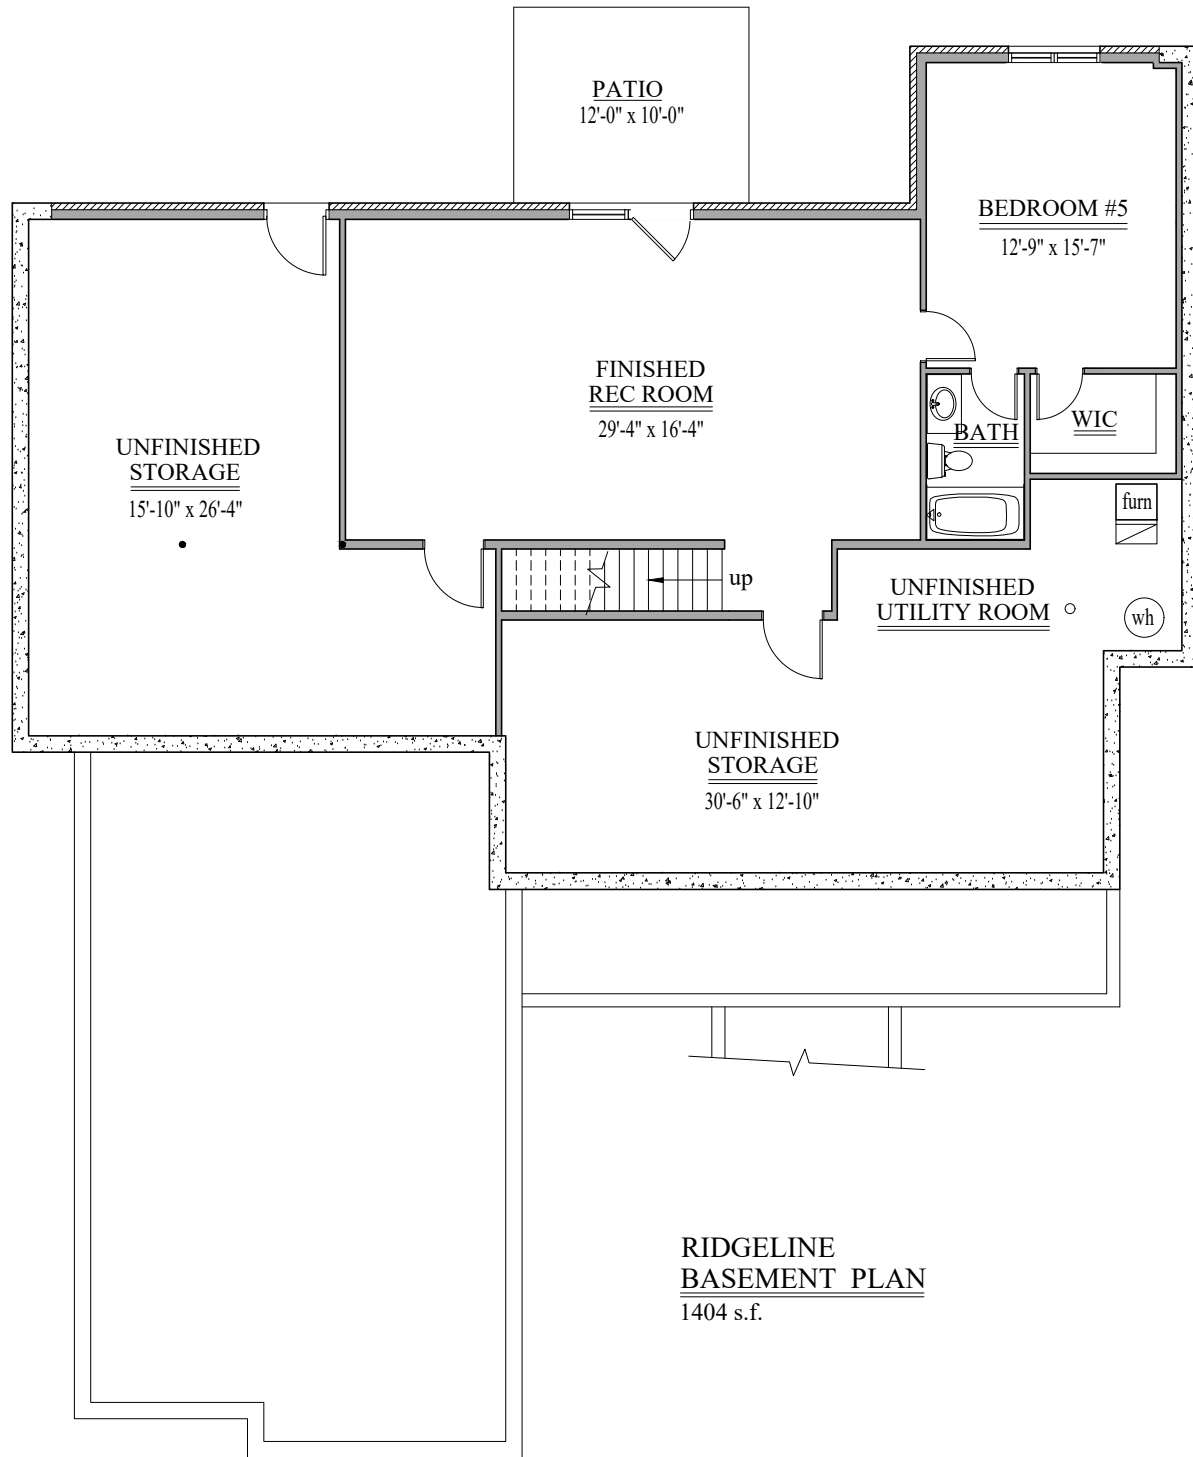 PATIO
12'-0" x 10'-0"
BEDROOM #5
12'-9" x 15'-7"
FINISHED
REC ROOM
29'-4" x 16'-4"
UNFINISHED
STORAGE
15'-10" x 26'-4"
BATH
WIC
furn
up
UNFINISHED
UTILITY ROOM
wh
UNFINISHED
STORAGE
30'-6" x 12'-10"
RIDGELINE
BASEMENT PLAN
1404 s.f.